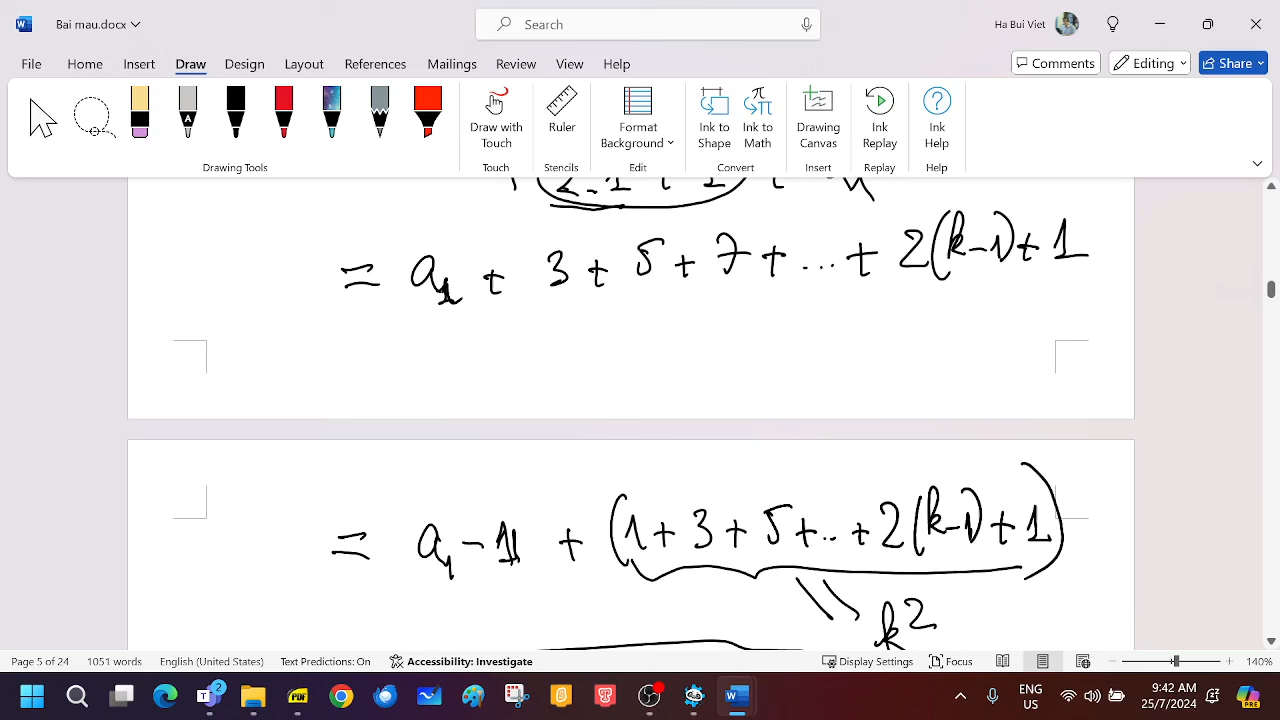 Bai mau.docx
Search
Ha Bui Viet
File Home Insert Draw Design Layout References Mailings Review View Help
Comments Editing Share
Draw with Touch
Ruler
Format Background
Ink to Shape
Ink to Math
Drawing Canvas
Ink Replay
Ink Help
Drawing Tools Touch Stencils Edit Convert Insert Replay Help
= a₁ + 3 + 5 + 7 + ... + 2(k-1) + 1
= a₁ - 1 + (1 + 3 + 5 + .. + 2(k-1) + 1)
k²
Page 5 of 24 1051 words English (United States) Text Predictions: On Accessibility: Investigate Display Settings Focus 140%
ENG
US
9:42 AM
25/7/2024